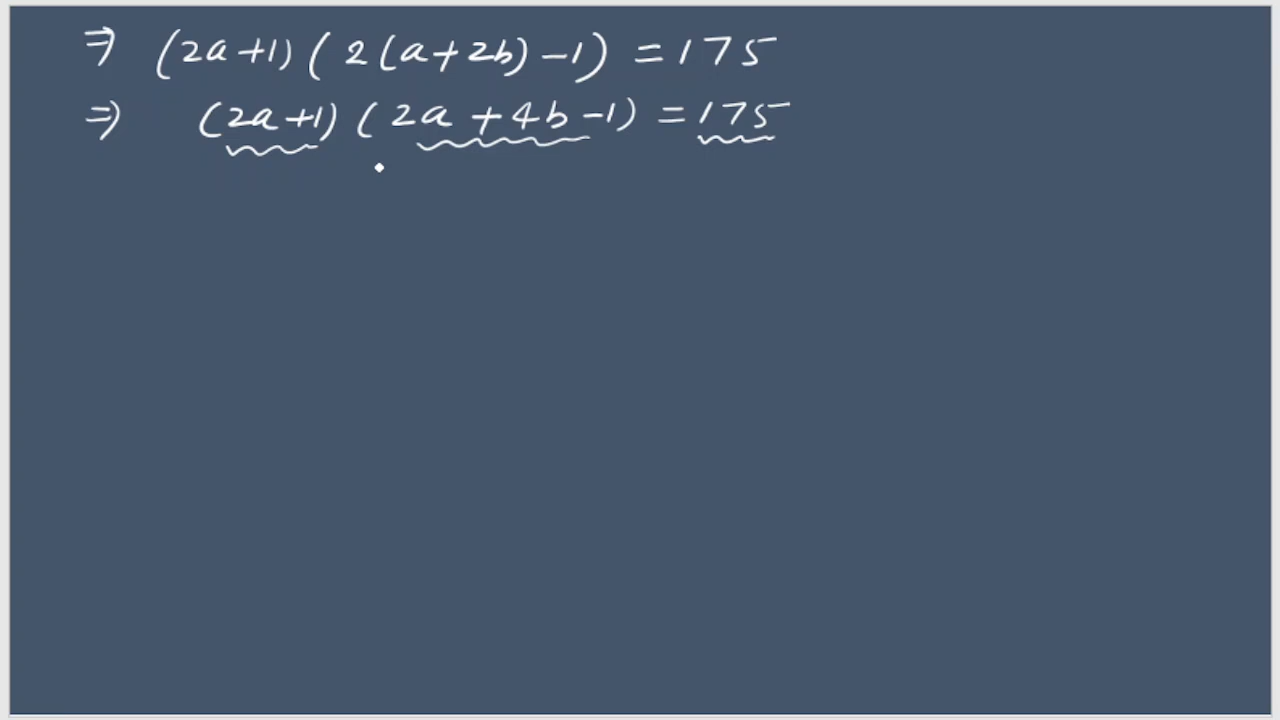 ⇒ (2a+1)(2(a+2b)-1) = 175
⇒ (2a+1)(2a+4b-1) = 175